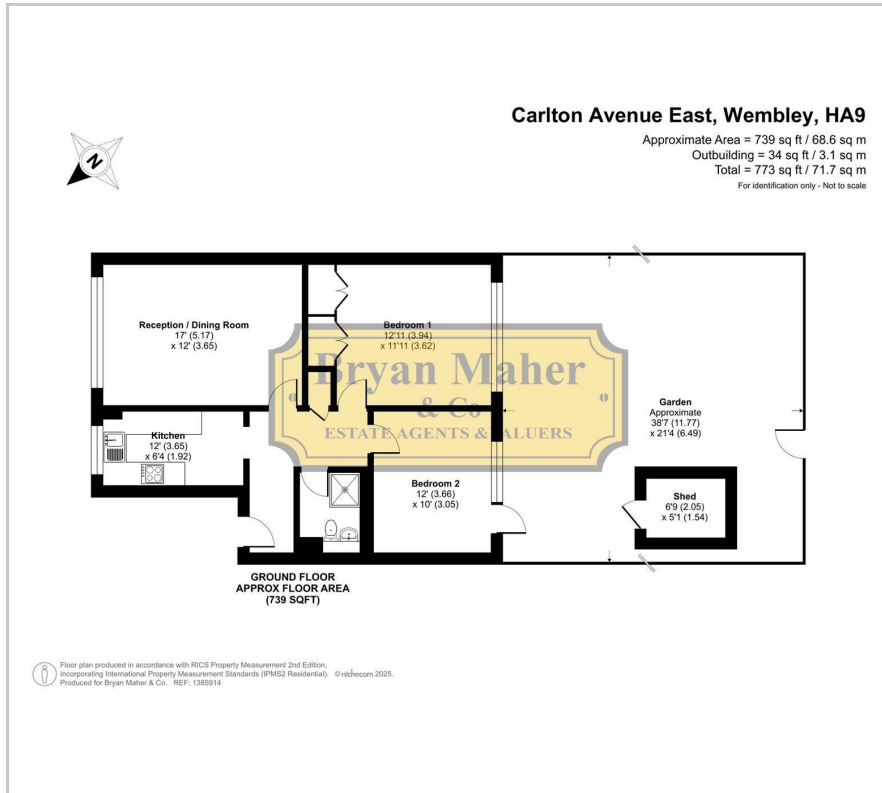 Carlton Avenue East, Wembley, HA9
Approximate Area = 739 sq ft / 68.6 sq m
Outbuilding = 34 sq ft / 3.1 sq m
Total = 773 sq ft / 71.7 sq m
For identification only - Not to scale
N
Reception / Dining Room
17' (5.17)
x 12' (3.65)
Bedroom 1
12'11 (3.94)
x 11'11 (3.62)
Bryan Maher
& Co
ESTATE AGENTS & VALUERS
Garden
Approximate
38'7 (11.77)
x 21'4 (6.49)
Kitchen
12' (3.65)
x 6'4 (1.92)
Bedroom 2
12' (3.66)
x 10' (3.05)
Shed
6'9 (2.05)
x 5'1 (1.54)
GROUND FLOOR
APPROX FLOOR AREA
(739 SQFT)
Floor plan produced in accordance with RICS Property Measurement 2nd Edition,
Incorporating International Property Measurement Standards (IPMS2 Residential). © nichecom 2025.
Produced for Bryan Maher & Co. REF: 1385914